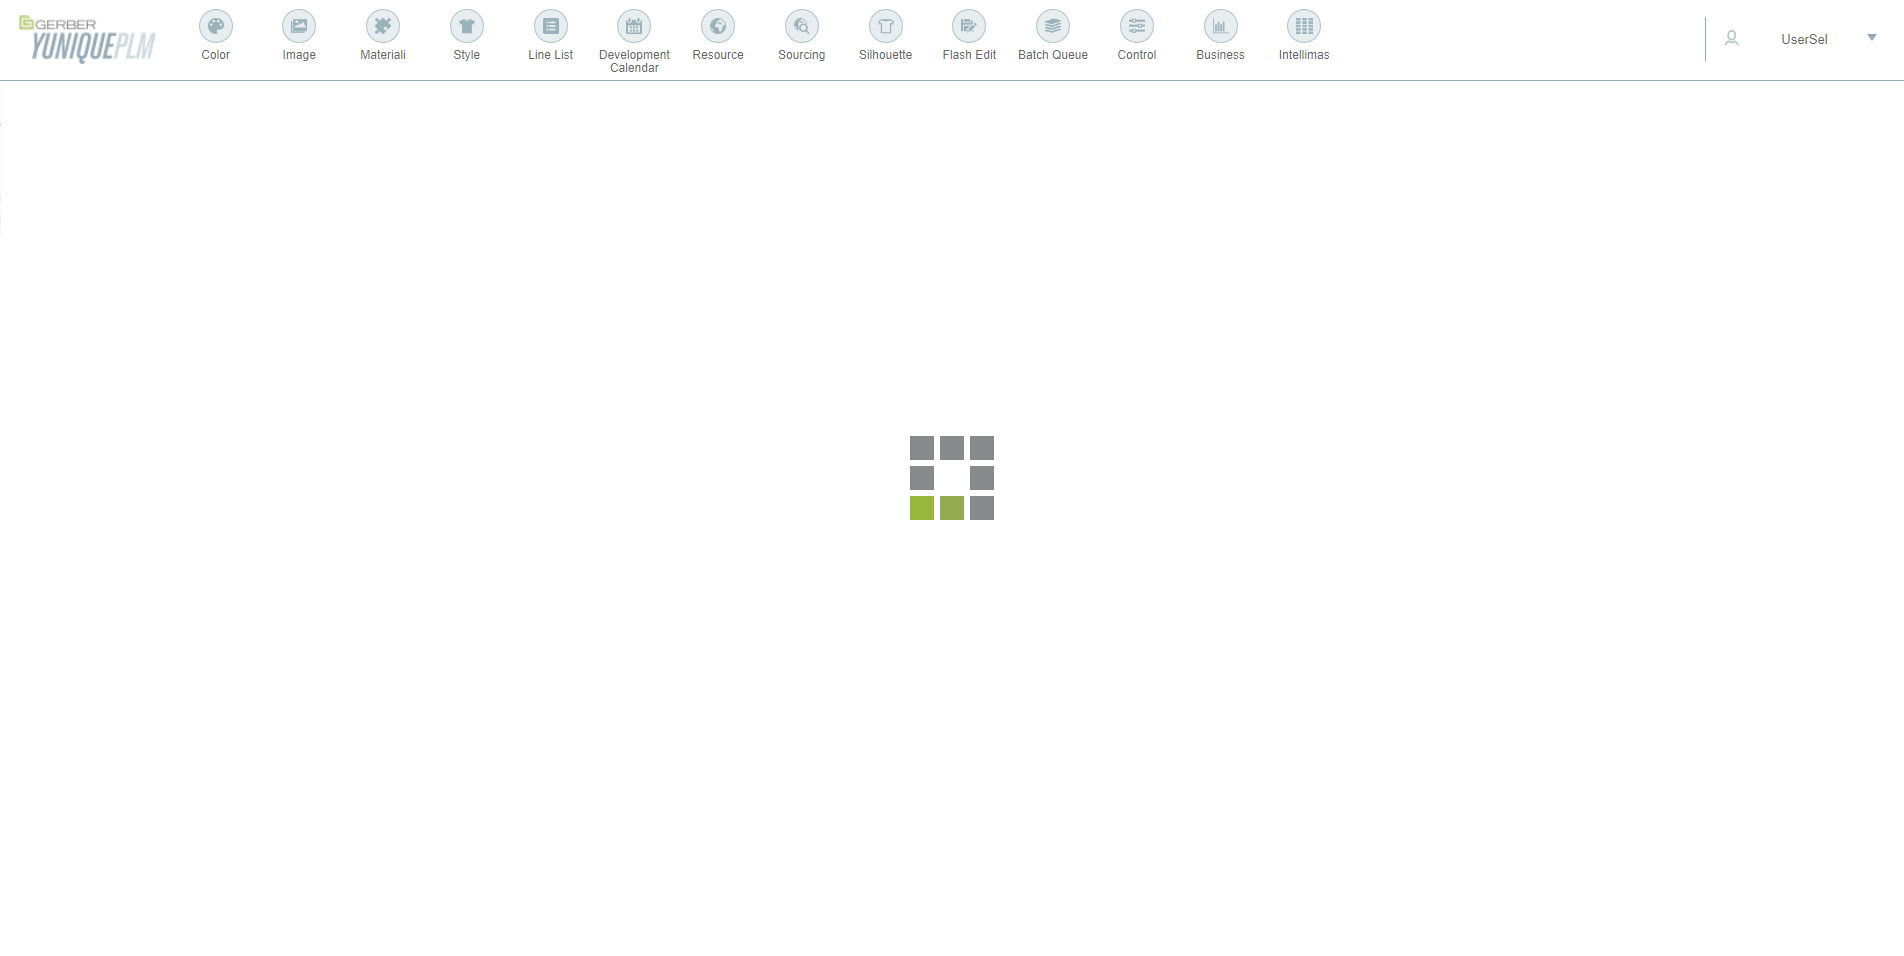 GERBER
YUNIQUEPLM
Color
Image
Materiali
Style
Line List
Development
Calendar
Resource
Sourcing
Silhouette
Flash Edit
Batch Queue
Control
Business
Intellimas
UserSel